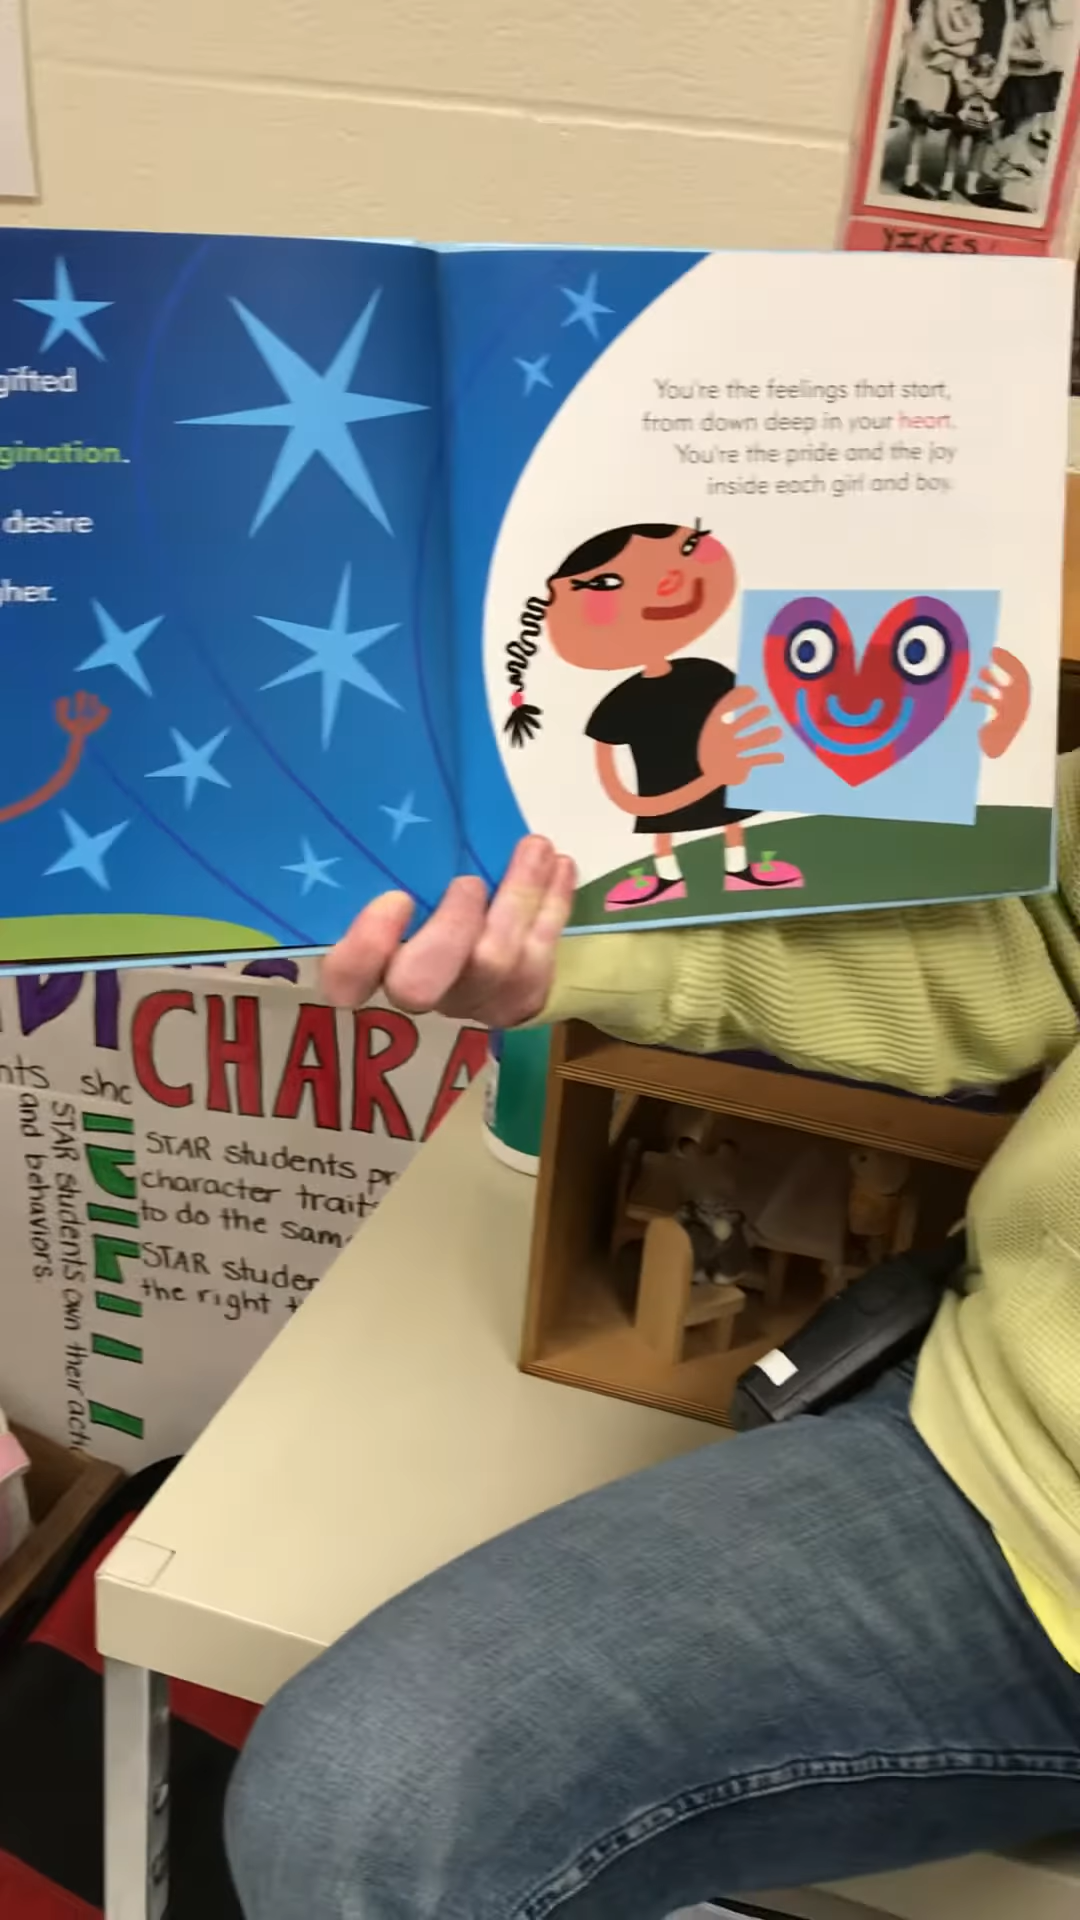 YIKES!
gifted
gination.
desire
her.
You're the feelings that start,
from down deep in your heart.
You're the pride and the joy
inside each girl and boy.
CHARA
nts sho
STAR students pr
character trait
to do the sam
STAR studen
the right t
STAR students own their acti
and behaviors.